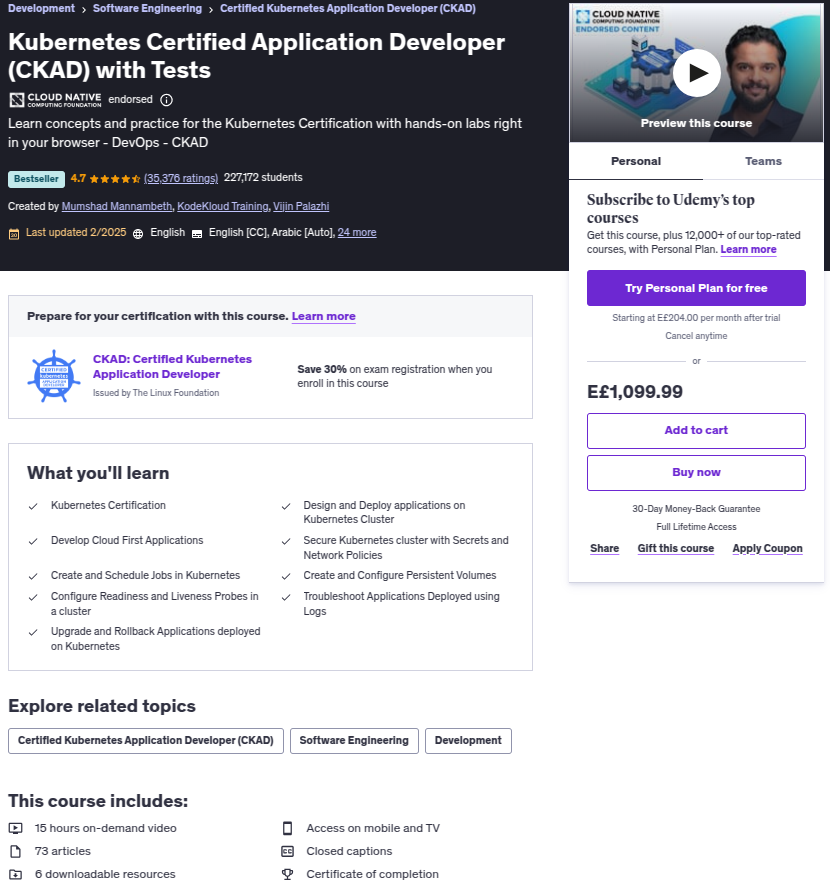 Development > Software Engineering > Certified Kubernetes Application Developer (CKAD)
Kubernetes Certified Application Developer
(CKAD) with Tests
CLOUD NATIVE
COMPUTING FOUNDATION
endorsed
Learn concepts and practice for the Kubernetes Certification with hands-on labs right
in your browser - DevOps - CKAD
Bestseller 4.7 (35,376 ratings) 227,172 students
Created by Mumshad Mannambeth, KodeKloud Training, Vijin Palazhi
Last updated 2/2025 English English [CC], Arabic [Auto], 24 more
CLOUD NATIVE
COMPUTING FOUNDATION
ENDORSED CONTENT
Preview this course
Personal Teams
Subscribe to Udemy's top
courses
Get this course, plus 12,000+ of our top-rated
courses, with Personal Plan. Learn more
Try Personal Plan for free
Starting at E£204.00 per month after trial
Cancel anytime
or
E£1,099.99
Add to cart
Buy now
30-Day Money-Back Guarantee
Full Lifetime Access
Share Gift this course Apply Coupon
Prepare for your certification with this course. Learn more
CERTIFIED
kubernetes
APPLICATION
DEVELOPER
CKAD: Certified Kubernetes
Application Developer
Issued by The Linux Foundation
Save 30% on exam registration when you
enroll in this course
What you'll learn
Kubernetes Certification
Design and Deploy applications on
Kubernetes Cluster
Develop Cloud First Applications
Secure Kubernetes cluster with Secrets and
Network Policies
Create and Schedule Jobs in Kubernetes
Create and Configure Persistent Volumes
Configure Readiness and Liveness Probes in
a cluster
Troubleshoot Applications Deployed using
Logs
Upgrade and Rollback Applications deployed
on Kubernetes
Explore related topics
Certified Kubernetes Application Developer (CKAD) Software Engineering Development
This course includes:
15 hours on-demand video
Access on mobile and TV
73 articles
Closed captions
6 downloadable resources
Certificate of completion